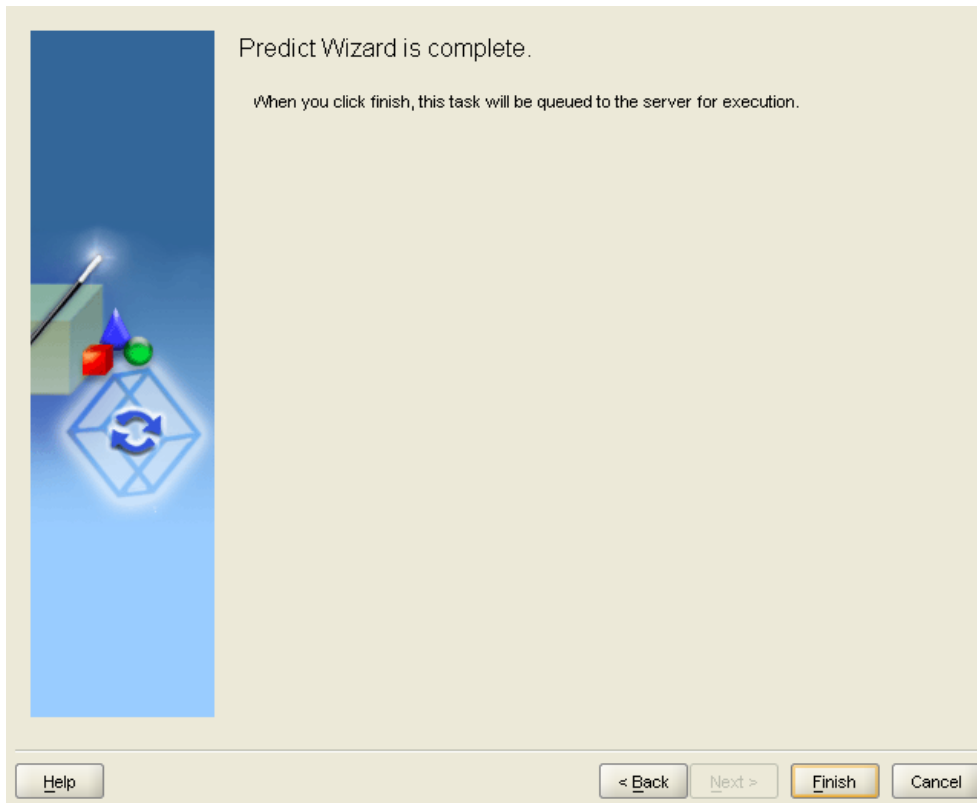 Predict Wizard is complete.
When you click finish, this task will be queued to the server for execution.
Help
< Back
Next >
Finish
Cancel